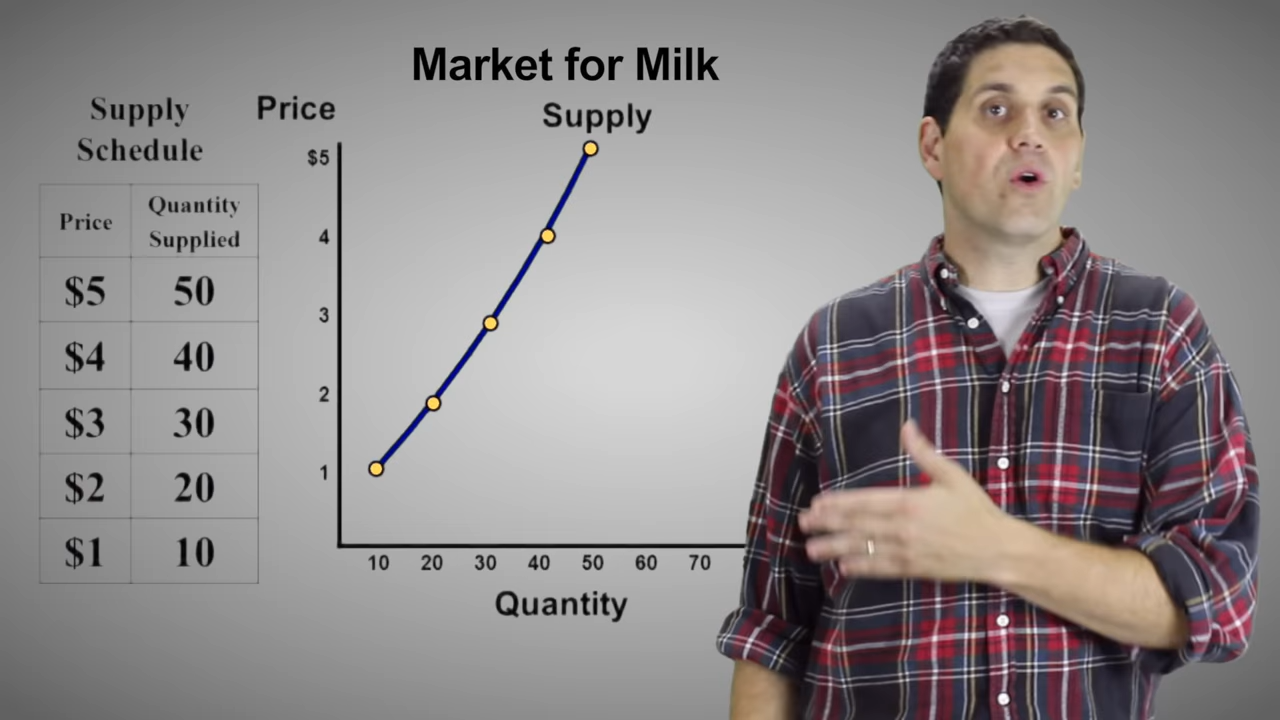 Market for Milk
Supply
Schedule
Price
Quantity
Supplied
$5
50
$4
40
$3
30
$2
20
$1
10
Price
Supply
$5
4
3
2
1
10 20 30 40 50 60 70
Quantity